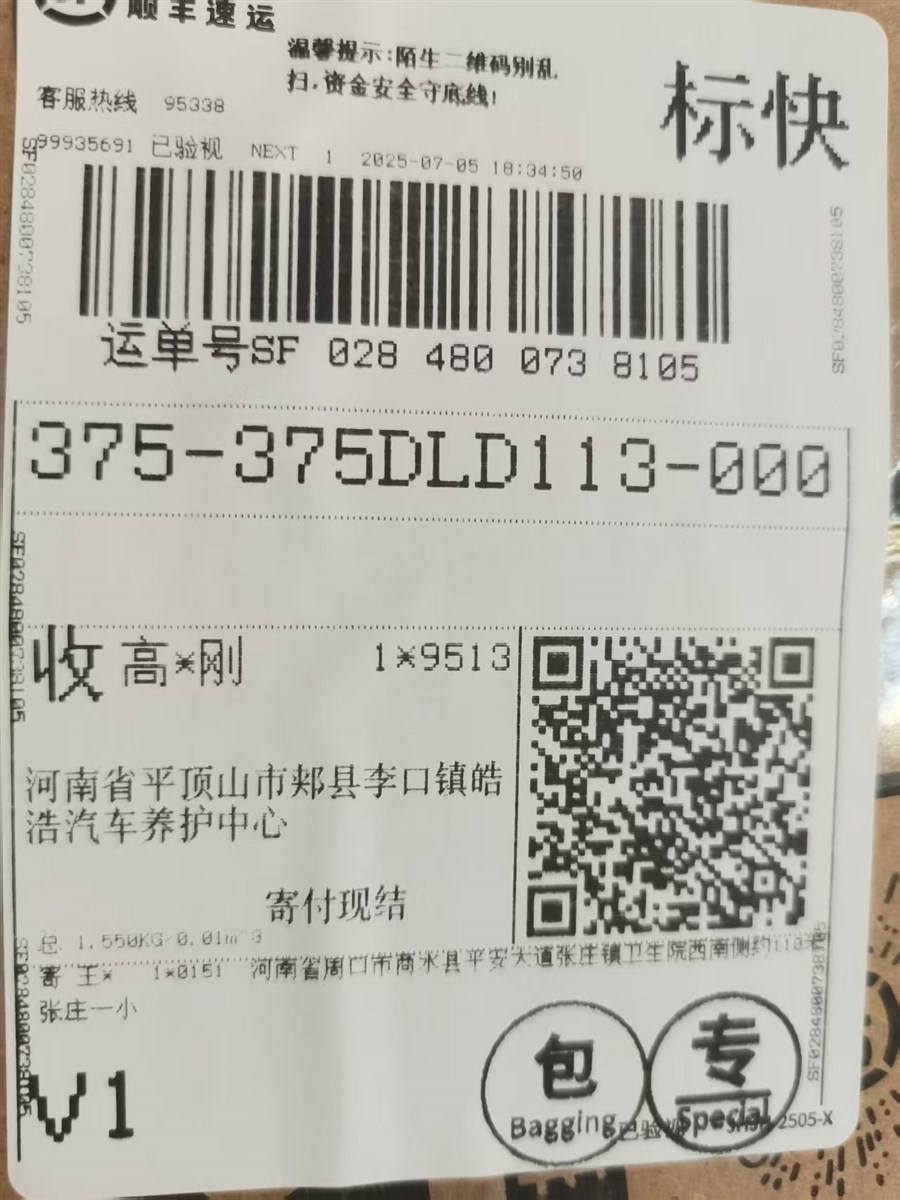 顺丰速运
温馨提示:陌生二维码别乱
扫,资金安全守底线!
标快
客服热线 95338
99935691 已验视 NEXT 1 2025-07-05 18:34:50
SF0284800738105
SF0284800738105
运单号SF 028 480 073 8105
375-375DLD113-000
SF0284800738105
收 高*刚 1*9513
河南省平顶山市郏县李口镇皓
浩汽车养护中心
寄付现结
总 1.550KG/0.01m^3
寄 王* 1*0151 河南省周口市商水县平安大道张庄镇卫生院西南侧约113米
张庄一小
SF0284800738105
SF0284800738105
V1
包
Bagging
专
Special
已验视
2505-X